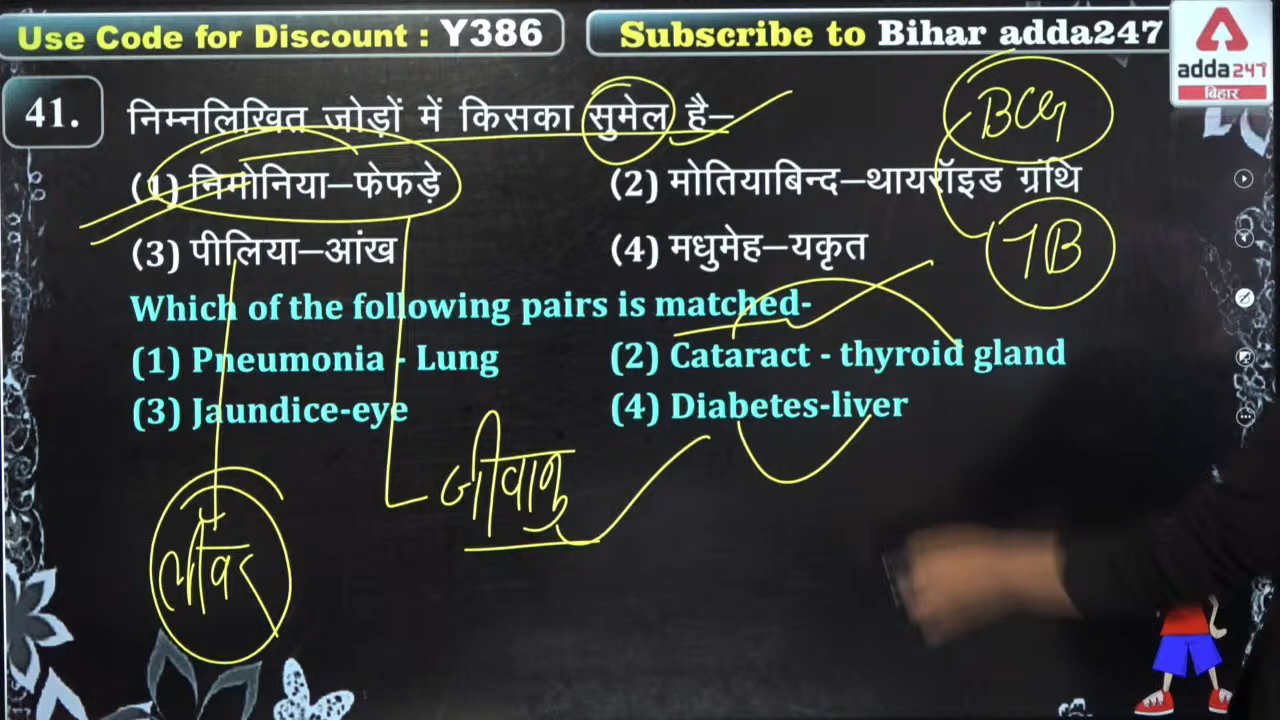 Use Code for Discount : Y386
Subscribe to Bihar adda247
adda247
बिहार
41. निम्नलिखित जोड़ों में किसका सुमेल है–
BCG
(1) निमोनिया–फेफड़े (2) मोतियाबिन्द–थायरॉइड ग्रंथि
(3) पीलिया–आंख (4) मधुमेह–यकृत
TB
Which of the following pairs is matched-
(1) Pneumonia - Lung (2) Cataract - thyroid gland
(3) Jaundice-eye (4) Diabetes-liver
जीवाणु
लीवर